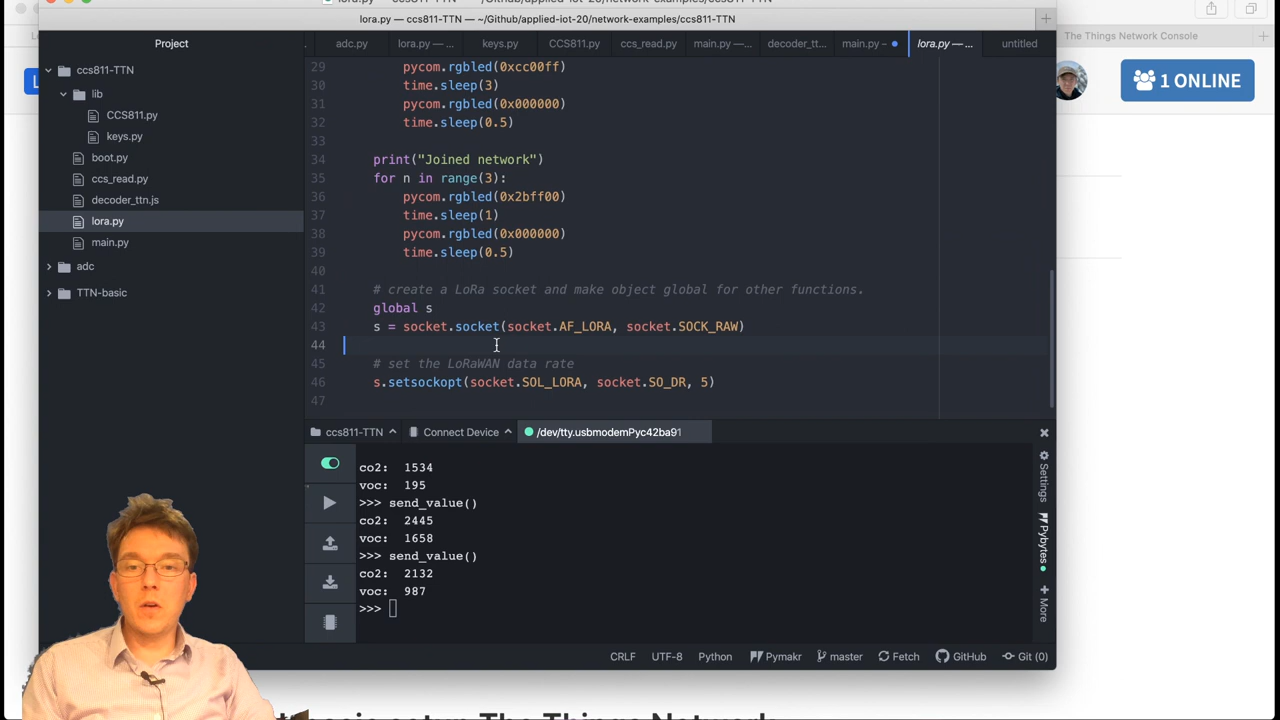 lora.py — ccs811-TTN — ~/Github/applied-iot-20/network-examples/ccs811-TTN
The Things Network Console
1 ONLINE
Project
adc.py
lora.py — ...
keys.py
CCS811.py
ccs_read.py
main.py — ...
decoder_tt...
main.py –
lora.py — ...
untitled
ccs811-TTN
lib
CCS811.py
keys.py
boot.py
ccs_read.py
decoder_ttn.js
lora.py
main.py
adc
TTN-basic
29 pycom.rgbled(0xcc00ff)
30 time.sleep(3)
31 pycom.rgbled(0x000000)
32 time.sleep(0.5)
33
34 print("Joined network")
35 for n in range(3):
36 pycom.rgbled(0x2bff00)
37 time.sleep(1)
38 pycom.rgbled(0x000000)
39 time.sleep(0.5)
40
41 # create a LoRa socket and make object global for other functions.
42 global s
43 s = socket.socket(socket.AF_LORA, socket.SOCK_RAW)
44
45 # set the LoRaWAN data rate
46 s.setsockopt(socket.SOL_LORA, socket.SO_DR, 5)
47
ccs811-TTN
Connect Device
/dev/tty.usbmodemPyc42ba91
co2: 1534
voc: 195
>>> send_value()
co2: 2445
voc: 1658
>>> send_value()
co2: 2132
voc: 987
>>>
Settings
Pybytes
More
CRLF
UTF-8
Python
Pymakr
master
Fetch
GitHub
Git (0)